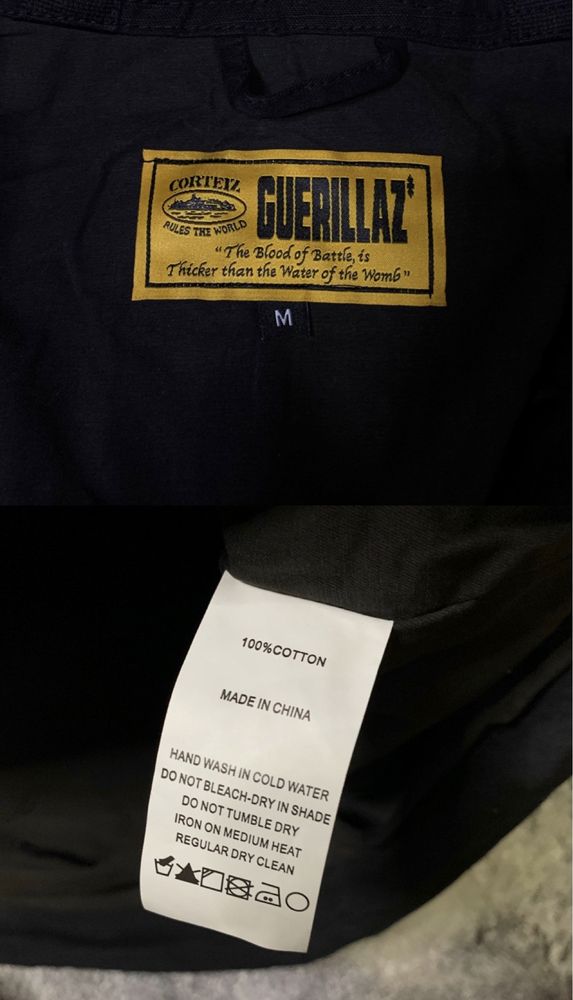 CORTEIZ
RULES THE WORLD
GUERILLAZ‡
"The Blood of Battle, is
Thicker than the Water of the Womb"
M
100%COTTON
MADE IN CHINA
HAND WASH IN COLD WATER
DO NOT BLEACH-DRY IN SHADE
DO NOT TUMBLE DRY
IRON ON MEDIUM HEAT
REGULAR DRY CLEAN